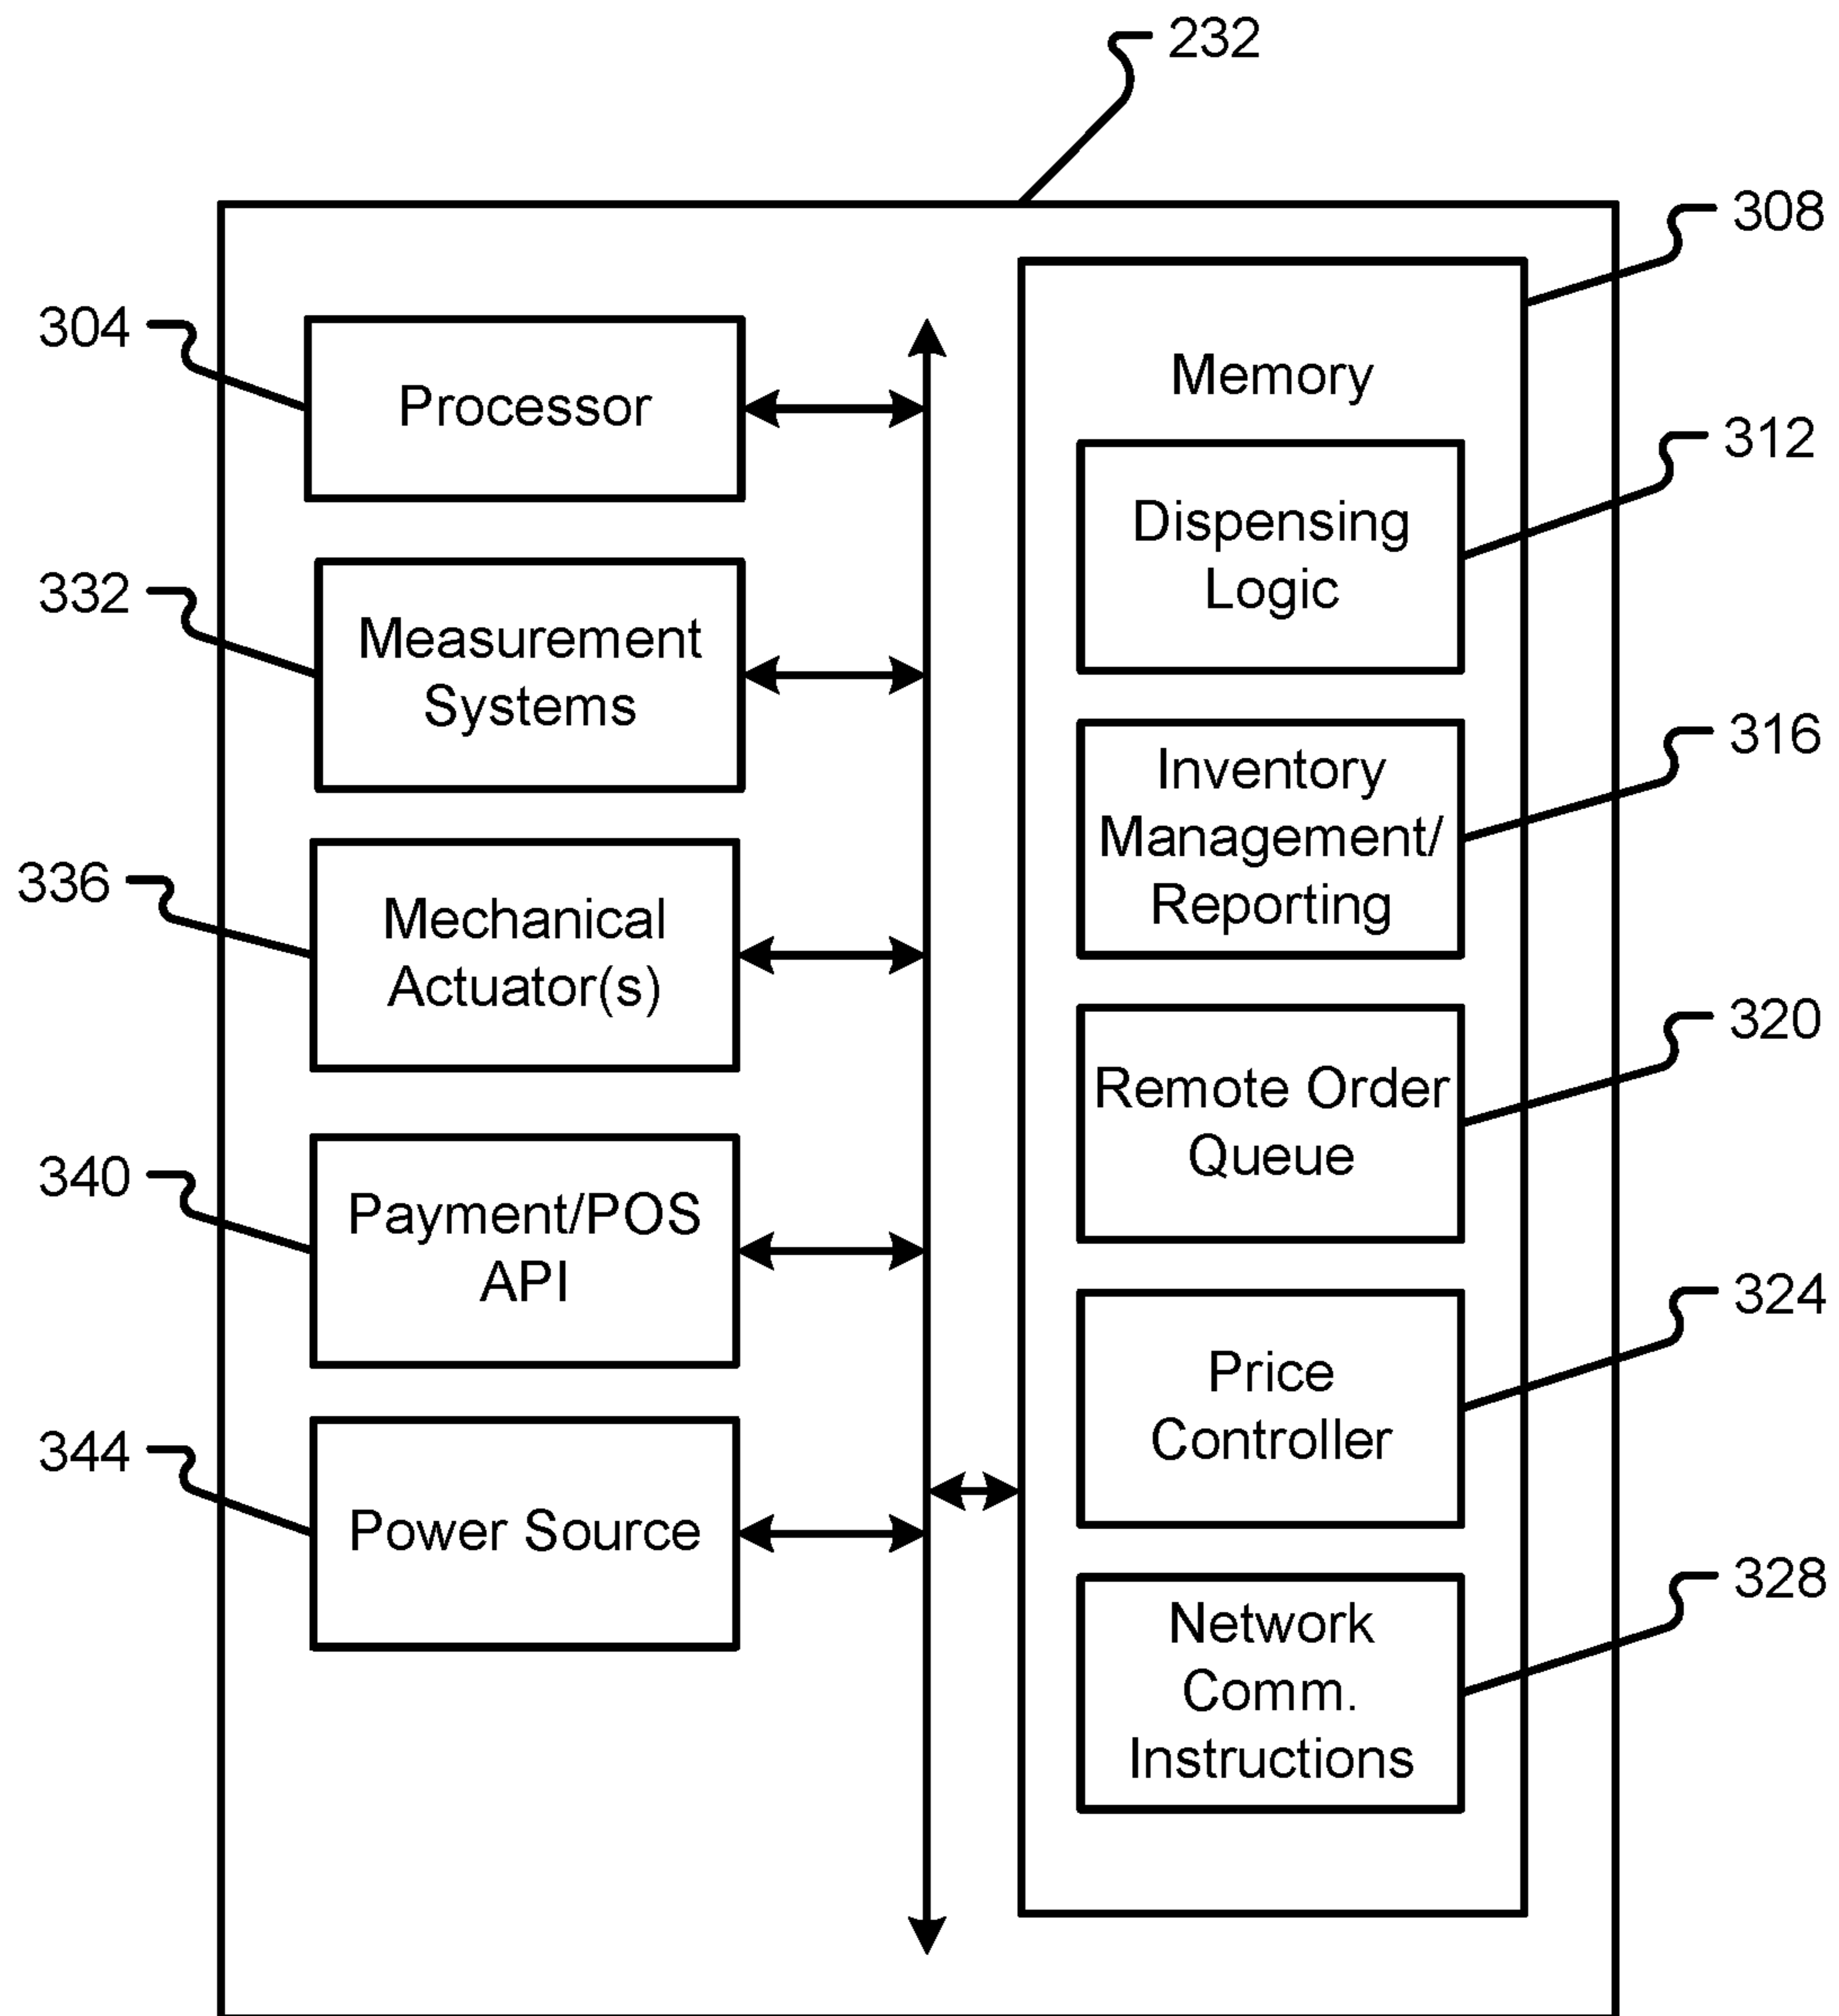 232
308
304
Processor
Memory
312
Dispensing
Logic
332
Measurement
Systems
316
Inventory
Management/
Reporting
336
Mechanical
Actuator(s)
320
Remote Order
Queue
340
Payment/POS
API
324
Price
Controller
344
Power Source
328
Network
Comm.
Instructions